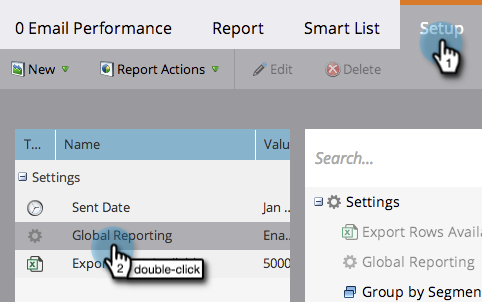 0 Email Performance Report Smart List Setup
1
New Report Actions Edit Delete
T... Name Valu
Search...
Settings
Settings
Sent Date Jan ..
Export Rows Avail
Global Reporting Ena...
Global Reporting
2 double-click
Expo 5000
Group by Segmen